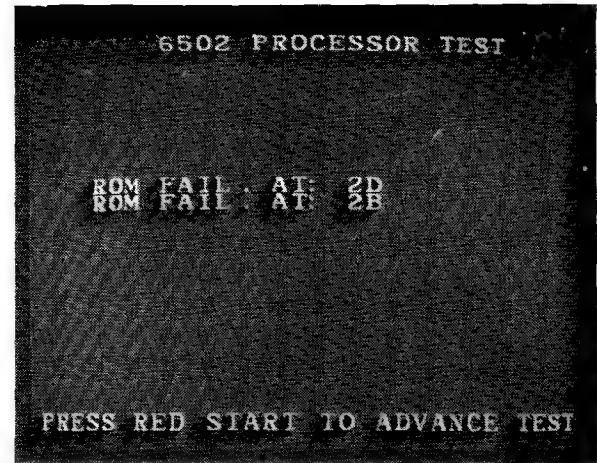 6502 PROCESSOR TEST
ROM FAIL . AT: 2D
ROM FAIL : AT: 2B
PRESS RED START TO ADVANCE TEST